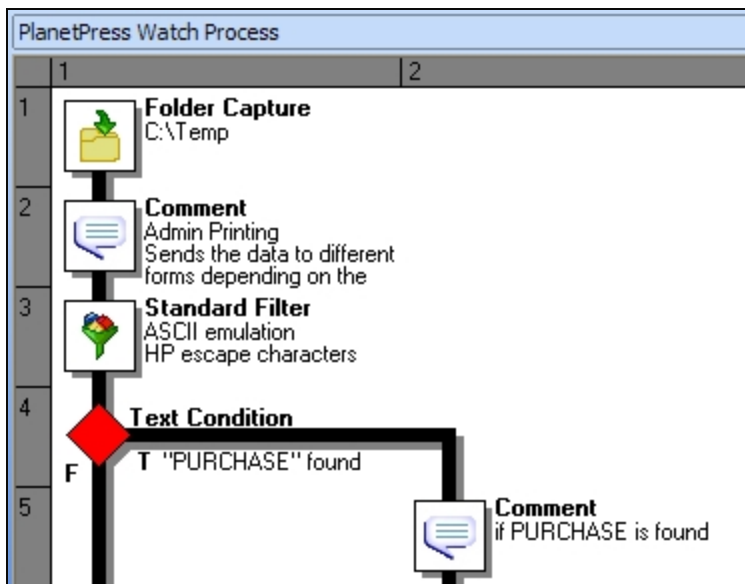 PlanetPress Watch Process
1 2
1
Folder Capture
C:\Temp
2
Comment
Admin Printing
Sends the data to different
forms depending on the
3
Standard Filter
ASCII emulation
HP escape characters
4
Text Condition
F
T "PURCHASE" found
5
Comment
if PURCHASE is found